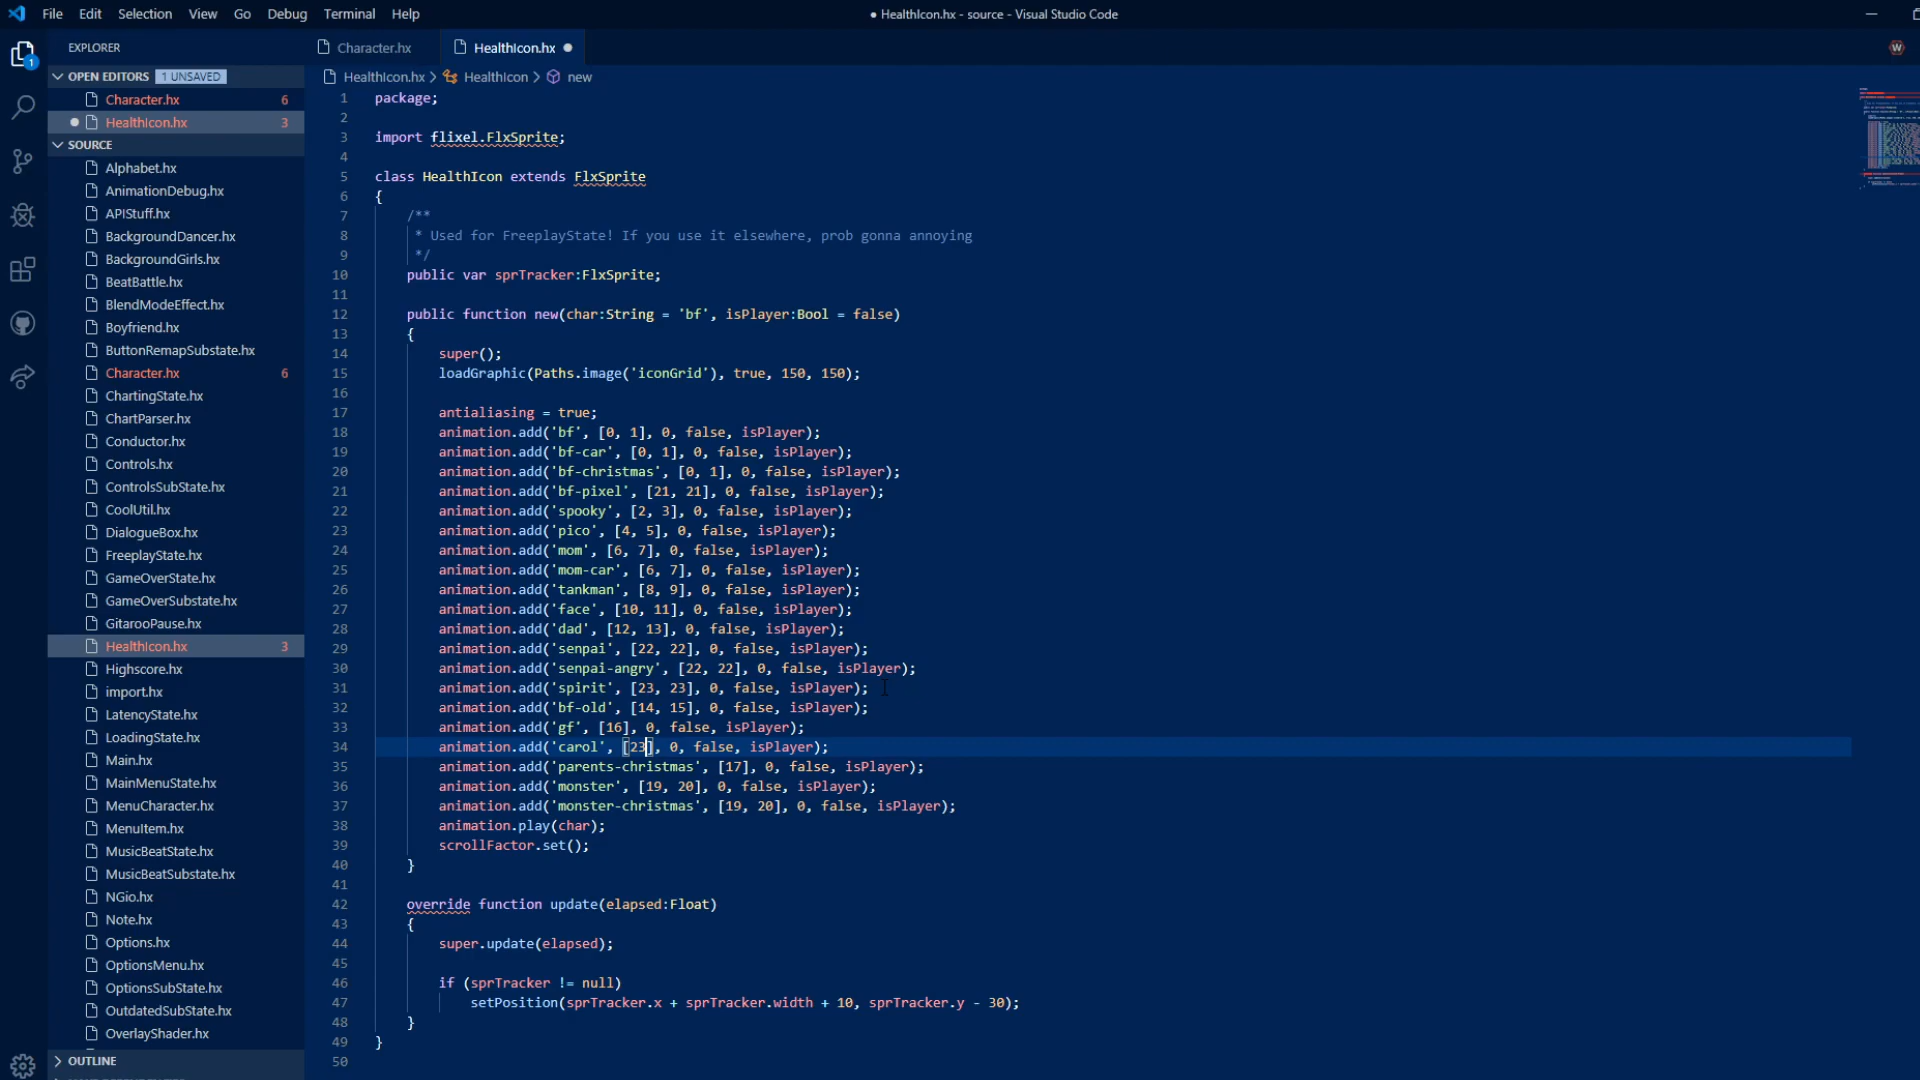 File Edit Selection View Go Debug Terminal Help
● HealthIcon.hx - source - Visual Studio Code
EXPLORER
OPEN EDITORS 1 UNSAVED
Character.hx 6
● HealthIcon.hx 3
SOURCE
Alphabet.hx
AnimationDebug.hx
APIStuff.hx
BackgroundDancer.hx
BackgroundGirls.hx
BeatBattle.hx
BlendModeEffect.hx
Boyfriend.hx
ButtonRemapSubstate.hx
Character.hx 6
ChartingState.hx
ChartParser.hx
Conductor.hx
Controls.hx
ControlsSubState.hx
CoolUtil.hx
DialogueBox.hx
FreeplayState.hx
GameOverState.hx
GameOverSubstate.hx
GitarooPause.hx
HealthIcon.hx 3
Highscore.hx
import.hx
LatencyState.hx
LoadingState.hx
Main.hx
MainMenuState.hx
MenuCharacter.hx
MenuItem.hx
MusicBeatState.hx
MusicBeatSubstate.hx
NGio.hx
Note.hx
Options.hx
OptionsMenu.hx
OptionsSubState.hx
OutdatedSubState.hx
OverlayShader.hx
OUTLINE
1
Character.hx HealthIcon.hx ●
W
HealthIcon.hx > HealthIcon > new
1 package;
2
3 import flixel.FlxSprite;
4
5 class HealthIcon extends FlxSprite
6 {
7 /**
8 * Used for FreeplayState! If you use it elsewhere, prob gonna annoying
9 */
10 public var sprTracker:FlxSprite;
11
12 public function new(char:String = 'bf', isPlayer:Bool = false)
13 {
14 super();
15 loadGraphic(Paths.image('iconGrid'), true, 150, 150);
16
17 antialiasing = true;
18 animation.add('bf', [0, 1], 0, false, isPlayer);
19 animation.add('bf-car', [0, 1], 0, false, isPlayer);
20 animation.add('bf-christmas', [0, 1], 0, false, isPlayer);
21 animation.add('bf-pixel', [21, 21], 0, false, isPlayer);
22 animation.add('spooky', [2, 3], 0, false, isPlayer);
23 animation.add('pico', [4, 5], 0, false, isPlayer);
24 animation.add('mom', [6, 7], 0, false, isPlayer);
25 animation.add('mom-car', [6, 7], 0, false, isPlayer);
26 animation.add('tankman', [8, 9], 0, false, isPlayer);
27 animation.add('face', [10, 11], 0, false, isPlayer);
28 animation.add('dad', [12, 13], 0, false, isPlayer);
29 animation.add('senpai', [22, 22], 0, false, isPlayer);
30 animation.add('senpai-angry', [22, 22], 0, false, isPlayer);
31 animation.add('spirit', [23, 23], 0, false, isPlayer);
32 animation.add('bf-old', [14, 15], 0, false, isPlayer);
33 animation.add('gf', [16], 0, false, isPlayer);
34 animation.add('carol', [23], 0, false, isPlayer);
35 animation.add('parents-christmas', [17], 0, false, isPlayer);
36 animation.add('monster', [19, 20], 0, false, isPlayer);
37 animation.add('monster-christmas', [19, 20], 0, false, isPlayer);
38 animation.play(char);
39 scrollFactor.set();
40 }
41
42 override function update(elapsed:Float)
43 {
44 super.update(elapsed);
45
46 if (sprTracker != null)
47 setPosition(sprTracker.x + sprTracker.width + 10, sprTracker.y - 30);
48 }
49 }
50